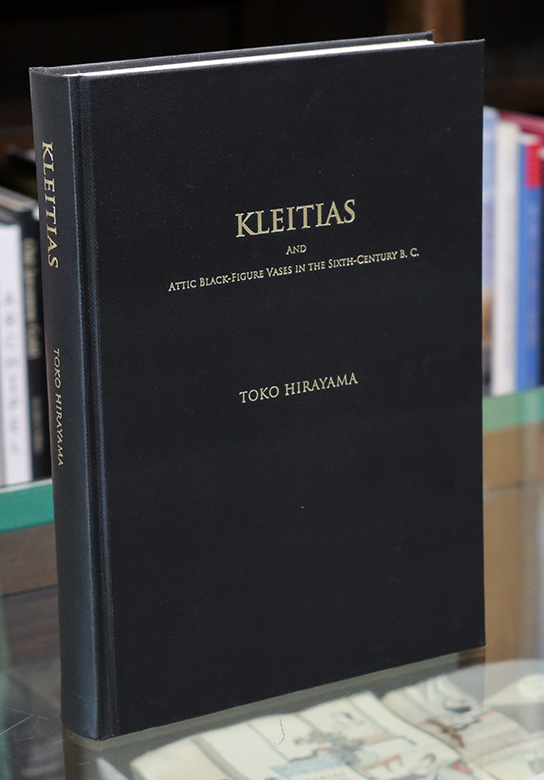 KLEITIAS
AND
ATTIC BLACK-FIGURE VASES IN THE SIXTH-CENTURY B. C.
TOKO HIRAYAMA
KLEITIAS
TOKO HIRAYAMA